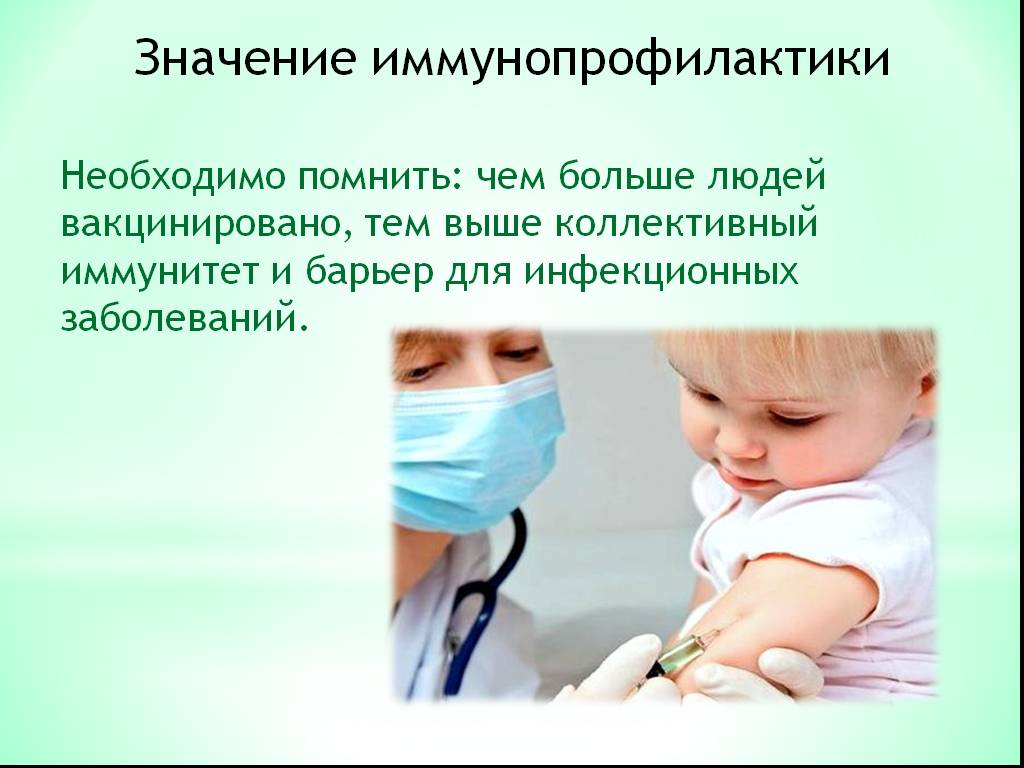 Значение иммунопрофилактики
Необходимо помнить: чем больше людей
вакцинировано, тем выше коллективный
иммунитет и барьер для инфекционных
заболеваний.